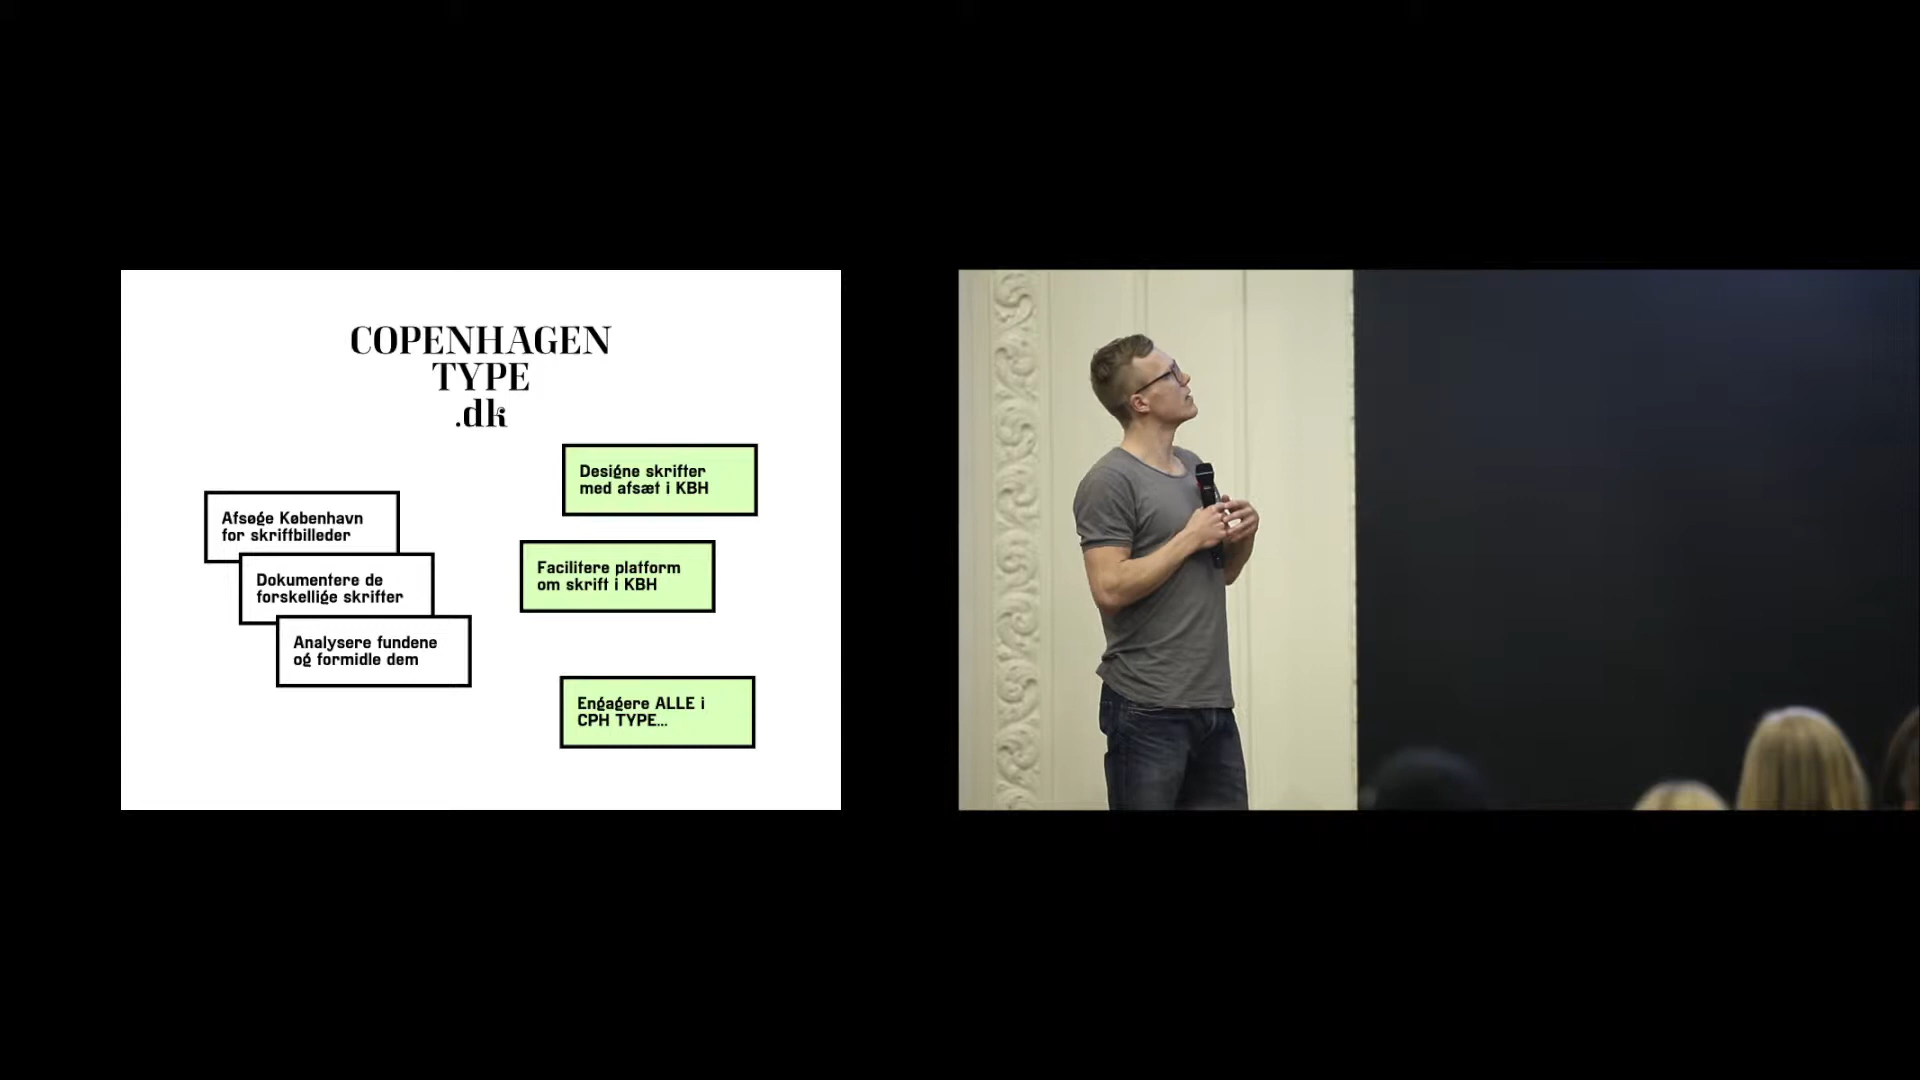 COPENHAGEN
TYPE
.dk
Afsøge København
for skriftbilleder
Dokumentere de
forskellige skrifter
Analysere fundene
og formidle dem
Designe skrifter
med afsæt i KBH
Facilitere platform
om skrift i KBH
Engagere ALLE i
CPH TYPE...